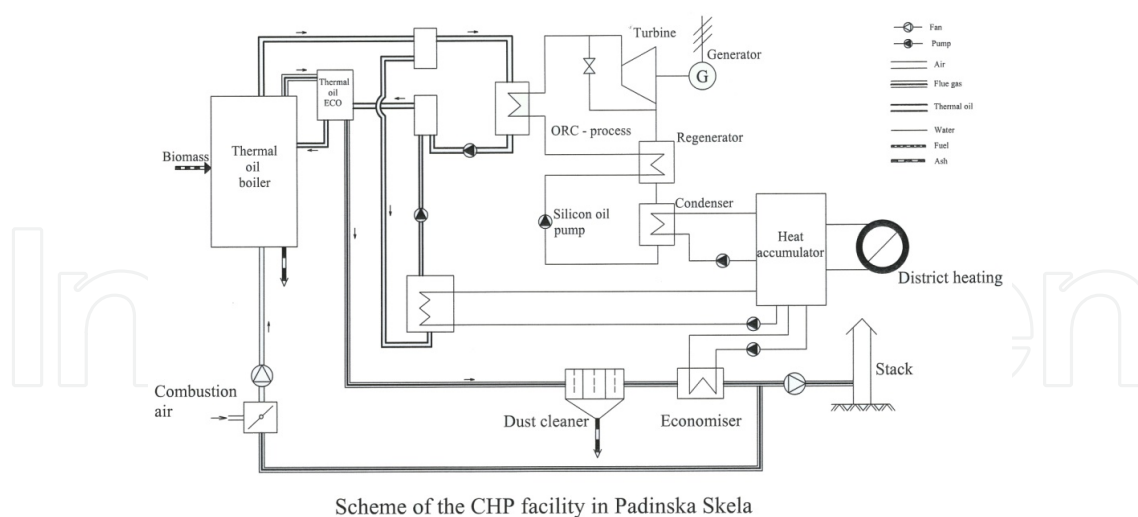 Turbine
Generator
G
ORC - process
Regenerator
Thermal
oil
ECO
Thermal
oil
boiler
Biomass
Silicon oil
pump
Condenser
Heat
accumulator
District heating
Combustion
air
Dust cleaner
Economiser
Stack
Fan
Pump
Air
Flue gas
Thermal oil
Water
Fuel
Ash
Scheme of the CHP facility in Padinska Skela